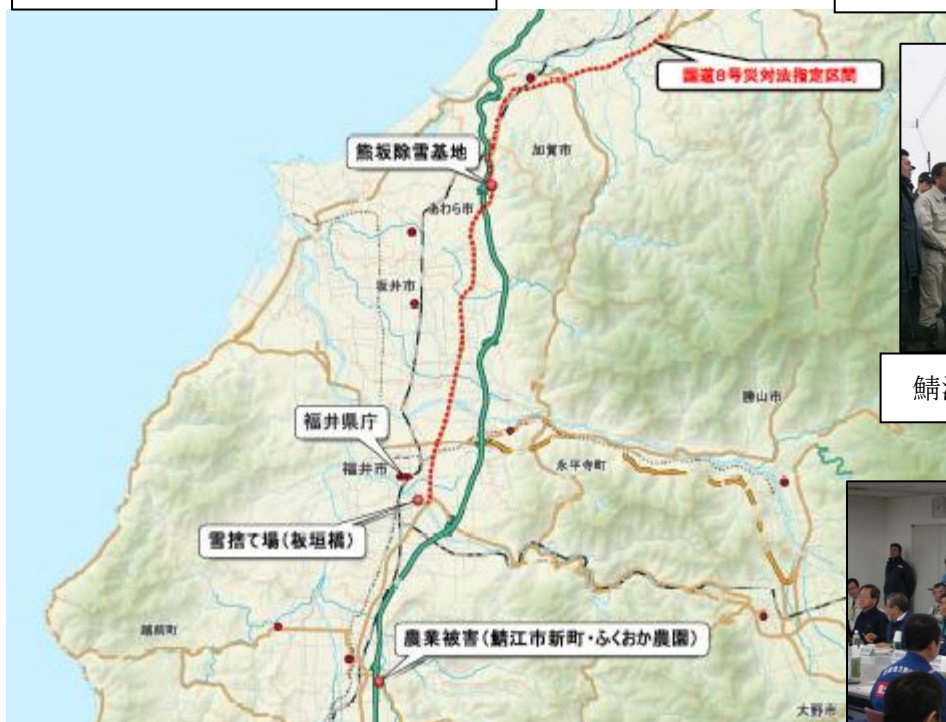 国道8号災対法指定区間
熊坂除雪基地
加賀市
あわら市
坂井市
勝山市
鯖江
福井県庁
福井市
永平寺町
雪捨て場(板垣橋)
越前町
農業被害(鯖江市新町・ふくおか農園)
大野市